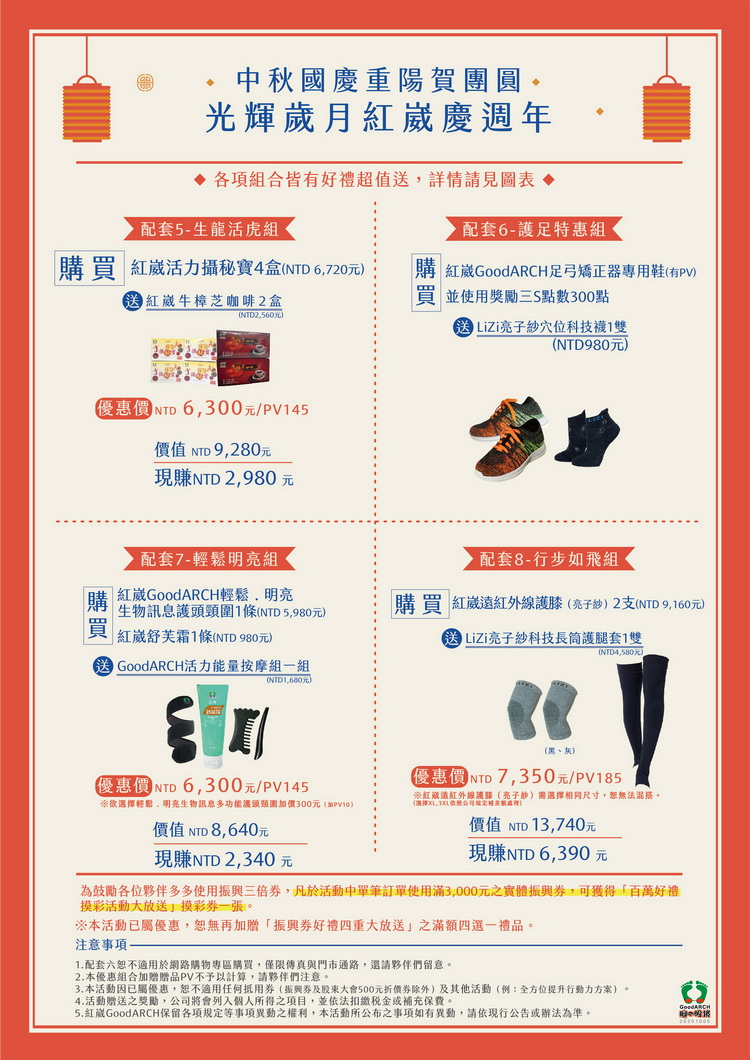 中秋國慶重陽賀團圓
光輝歲月紅崴慶週年
各項組合皆有好禮超值送，詳情請見圖表
配套5-生龍活虎組
購買 紅崴活力攝秘寶4盒(NTD 6,720元)
送 紅崴牛樟芝咖啡2盒
(NTD2,560元)
優惠價 NTD 6,300元/PV145
價值 NTD 9,280元
現賺NTD 2,980 元
配套6-護足特惠組
購買
紅崴GoodARCH足弓矯正器專用鞋(有PV)
並使用獎勵三S點數300點
送 LiZi亮子紗穴位科技襪1雙
(NTD980元)
配套7-輕鬆明亮組
購買
紅崴GoodARCH輕鬆．明亮
生物訊息護頭頸圍1條(NTD 5,980元)
紅崴舒芙霜1條(NTD 980元)
送 GoodARCH活力能量按摩組一組
(NTD1,680元)
優惠價 NTD 6,300元/PV145
※欲選擇輕鬆．明亮生物訊息多功能護頭頸圍加價300元（加PV10）
價值 NTD 8,640元
現賺NTD 2,340 元
配套8-行步如飛組
購買 紅崴遠紅外線護膝（亮子紗）2支(NTD 9,160元)
送 LiZi亮子紗科技長筒護腿套1雙
(NTD4,580元)
LiZi LiZi
(黑、灰)
優惠價 NTD 7,350元/PV185
※紅崴遠紅外線護膝（亮子紗）需選擇相同尺寸，恕無法混搭。
(選擇XL,3XL依照公司規定補差額處理)
價值 NTD 13,740元
現賺NTD 6,390 元
為鼓勵各位夥伴多多使用振興三倍券，凡於活動中單筆訂單使用滿3,000元之實體振興券，可獲得「百萬好禮
摸彩活動大放送」摸彩券一張。
※本活動已屬優惠，恕無再加贈「振興券好禮四重大放送」之滿額四選一禮品。
注意事項
1.配套六恕不適用於網路購物專區購買，僅限傳真與門市通路，還請夥伴們留意。
2.本優惠組合加贈贈品PV不予以計算，請夥伴們注意。
3.本活動因已屬優惠，恕不適用任何抵用券（振興券及股東大會500元折價券除外）及其他活動（例：全方位提升行動力方案）。
4.活動贈送之獎勵，公司將會列入個人所得之項目，並依法扣繳稅金或補充保費。
5.紅崴GoodARCH保留各項規定等事項異動之權利，本活動所公布之事項如有異動，請依現行公告或辦法為準。
GoodARCH
20201005